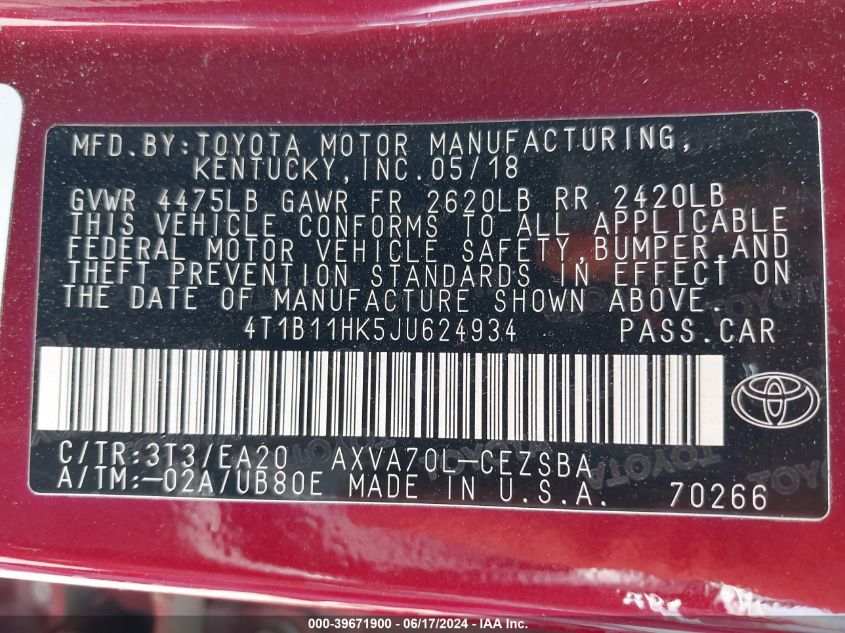 MFD. BY: TOYOTA MOTOR MANUFACTURING,
KENTUCKY, INC. 05/18
GVWR 4475LB GAWR FR 2620LB RR 2420LB
THIS VEHICLE CONFORMS TO ALL APPLICABLE
FEDERAL MOTOR VEHICLE SAFETY, BUMPER, AND
THEFT PREVENTION STANDARDS IN EFFECT ON
THE DATE OF MANUFACTURE SHOWN ABOVE.
4T1B11HK5JU624934 PASS. CAR
C/TR: 3T3/EA20 AXVA70L-CEZSBA
A/TM: -02A/UB80E MADE IN U.S.A. 70266
000-39671900 - 06/17/2024 - IAA Inc.